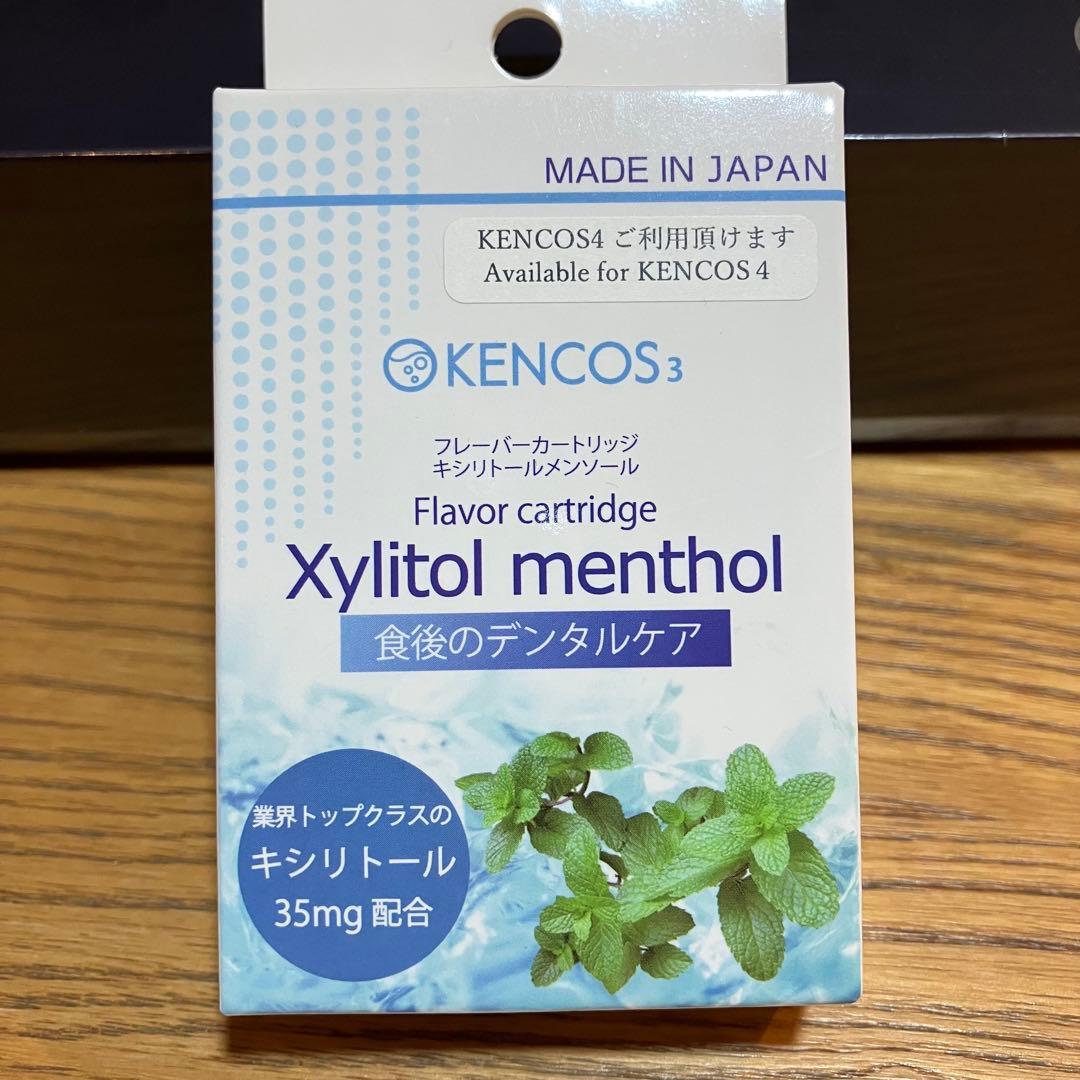 MADE IN JAPAN
KENCOS4 ご利用頂けます
Available for KENCOS 4
KENCOS 3
フレーバーカートリッジ
キシリトールメンソール
Flavor cartridge
Xylitol menthol
食後のデンタルケア
業界トップクラスの
キシリトール
35mg 配合